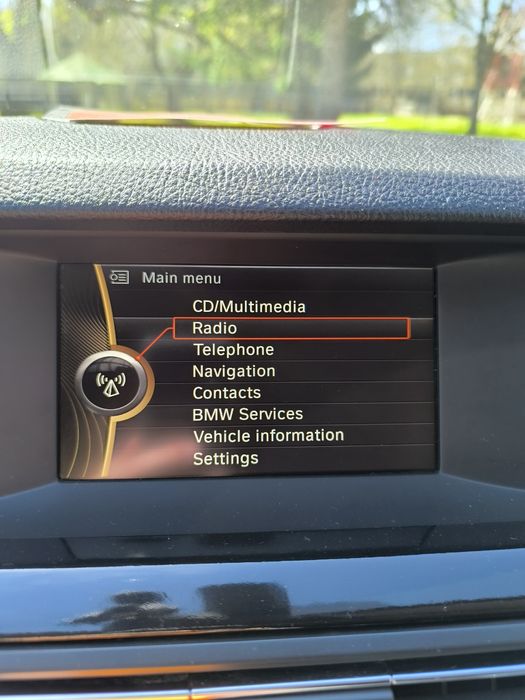 Main menu
CD/Multimedia
Radio
Telephone
Navigation
Contacts
BMW Services
Vehicle information
Settings